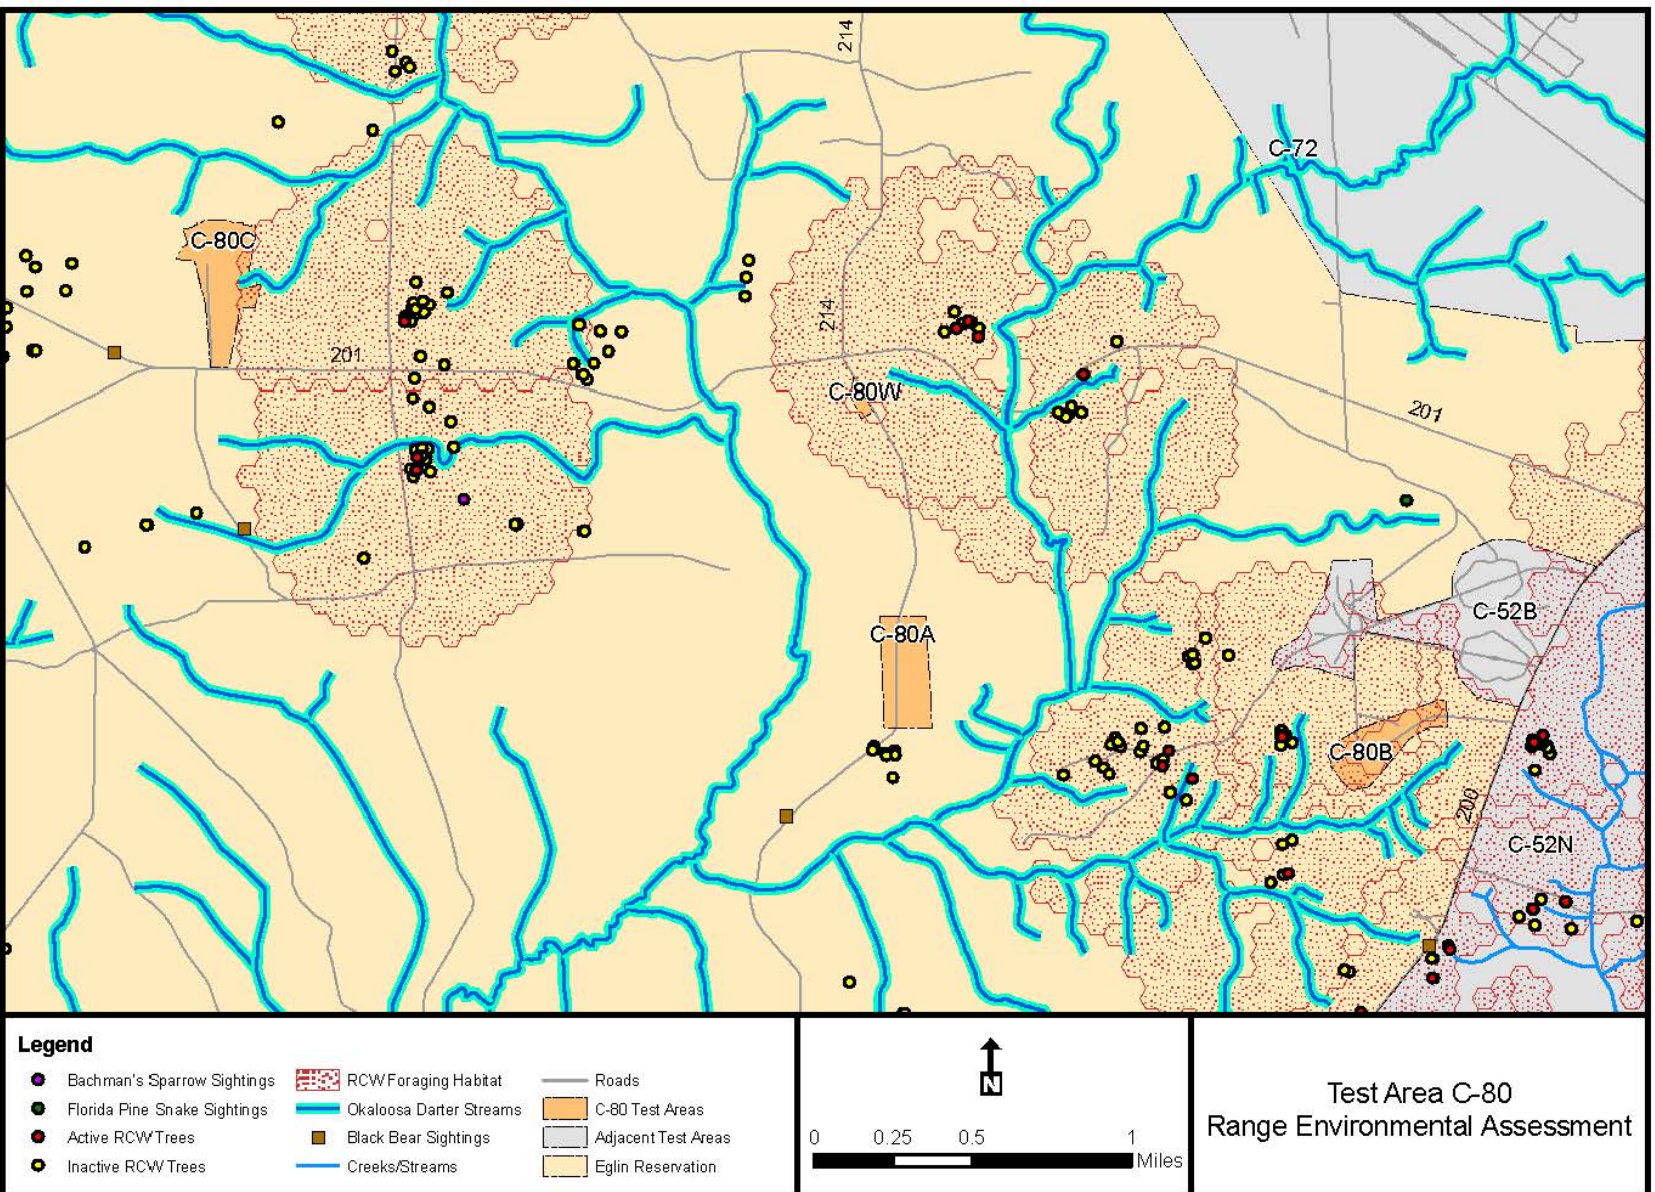 214
C-72
C-80C
214
201
C-80W
201
C-52B
C-80A
C-80B
200
C-52N
Legend
Bachman's Sparrow Sightings
Florida Pine Snake Sightings
Active RCW Trees
Inactive RCW Trees
RCW Foraging Habitat
Okaloosa Darter Streams
Black Bear Sightings
Creeks/Streams
Roads
C-80 Test Areas
Adjacent Test Areas
Eglin Reservation
N
0 0.25 0.5 1
Miles
Test Area C-80
Range Environmental Assessment